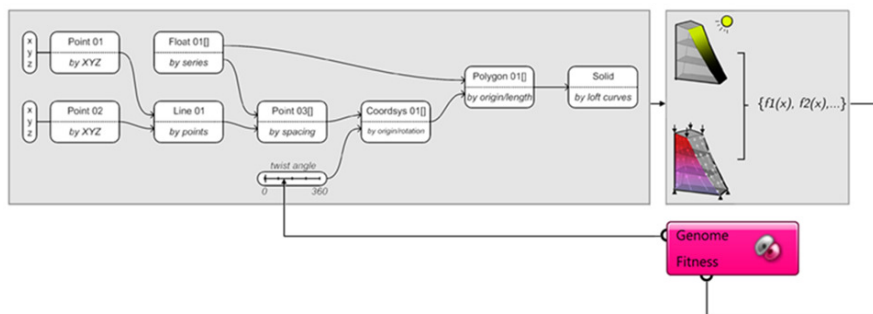 x
y
z
Point 01
by XYZ
Float 01[]
by series
x
y
z
Point 02
by XYZ
Line 01
by points
Point 03[]
by spacing
Coordsys 01[]
by origin/rotation
Polygon 01[]
by origin/length
Solid
by loft curves
twist angle
0 360
{f1(x), f2(x),...}
Genome
Fitness